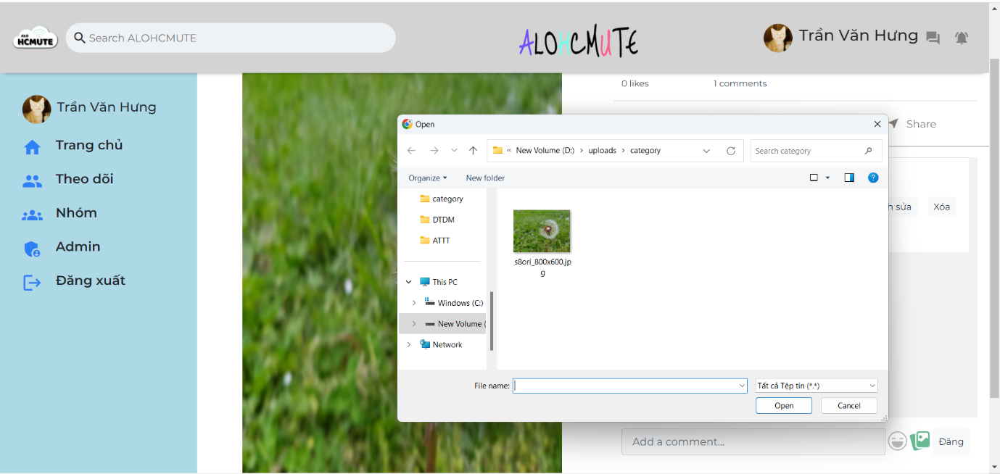 ALO
HCMUTE
Search ALOHCMUTE
ALOHCMUTE
Trần Văn Hưng
Trần Văn Hưng
Trang chủ
Theo dõi
Nhóm
Admin
Đăng xuất
0 likes
1 comments
Share
n sửa
Xóa
Open
« New Volume (D:) › uploads › category
Search category
Organize
New folder
category
DTDM
ATTT
This PC
Windows (C:)
New Volume (
Network
s8ori_800x600.jp
g
File name:
Tất cả Tệp tin (*.*)
Open
Cancel
Add a comment...
Đăng